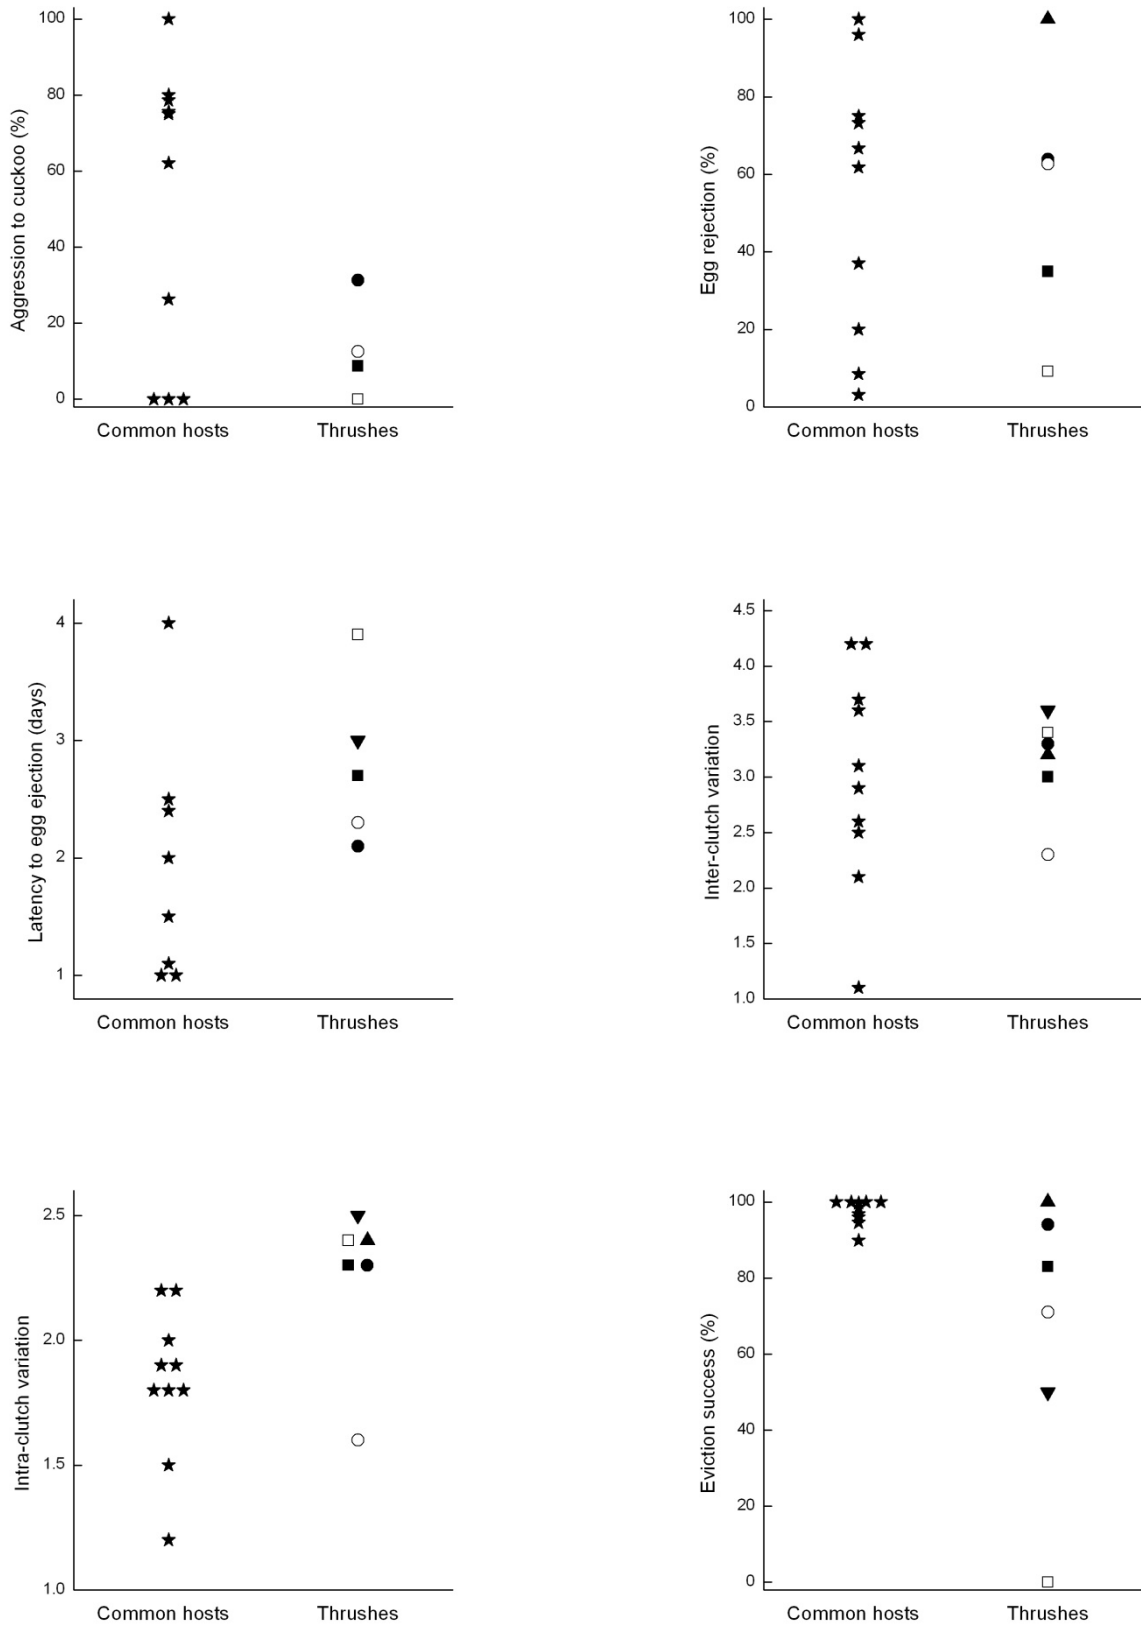 Aggression to cuckoo (%)
100
80
60
40
20
0
Common hosts
Thrushes
Egg rejection (%)
100
80
60
40
20
0
Common hosts
Thrushes
Latency to egg ejection (days)
4
3
2
1
Common hosts
Thrushes
Inter-clutch variation
4.5
4.0
3.5
3.0
2.5
2.0
1.5
1.0
Common hosts
Thrushes
Intra-clutch variation
2.5
2.0
1.5
1.0
Common hosts
Thrushes
Eviction success (%)
100
80
60
40
20
0
Common hosts
Thrushes